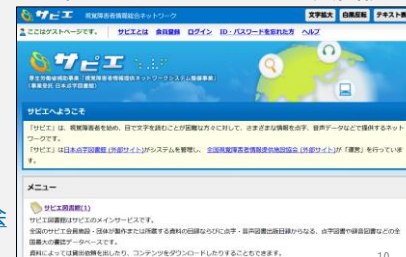 サピエ 視覚障害者情報総合ネットワーク
文字拡大 白黒反転 テキスト表
ここはゲストページです。 サピエとは 会員登録 ログイン ID・パスワードを忘れた方 ヘルプ
サピエ
厚生労働省補助事業「視覚障害者情報提供ネットワークシステム整備事業」
(事業委託 日本点字図書館)
サピエへようこそ
「サピエ」は、視覚障害者を始め、目で文字を読むことが困難な方々に対して、さまざまな情報を点字、音声データなどで提供するネット
ワークです。
「サピエ」は日本点字図書館 (外部サイト)がシステムを管理し、全国視覚障害者情報提供施設協会 (外部サイト)が「運営」を行っていま
す。
メニュー
サピエ図書館(1)
会
サピエ図書館はサピエのメインサービスです。
全国のサピエ会員施設・団体が製作または所蔵する資料の目録ならびに点字・音声図書出版目録からなる、点字図書や録音図書などの全
国最大の書誌データベースです。
資料によっては貸出依頼を出したり、コンテンツをダウンロードしたりすることもできます。
10